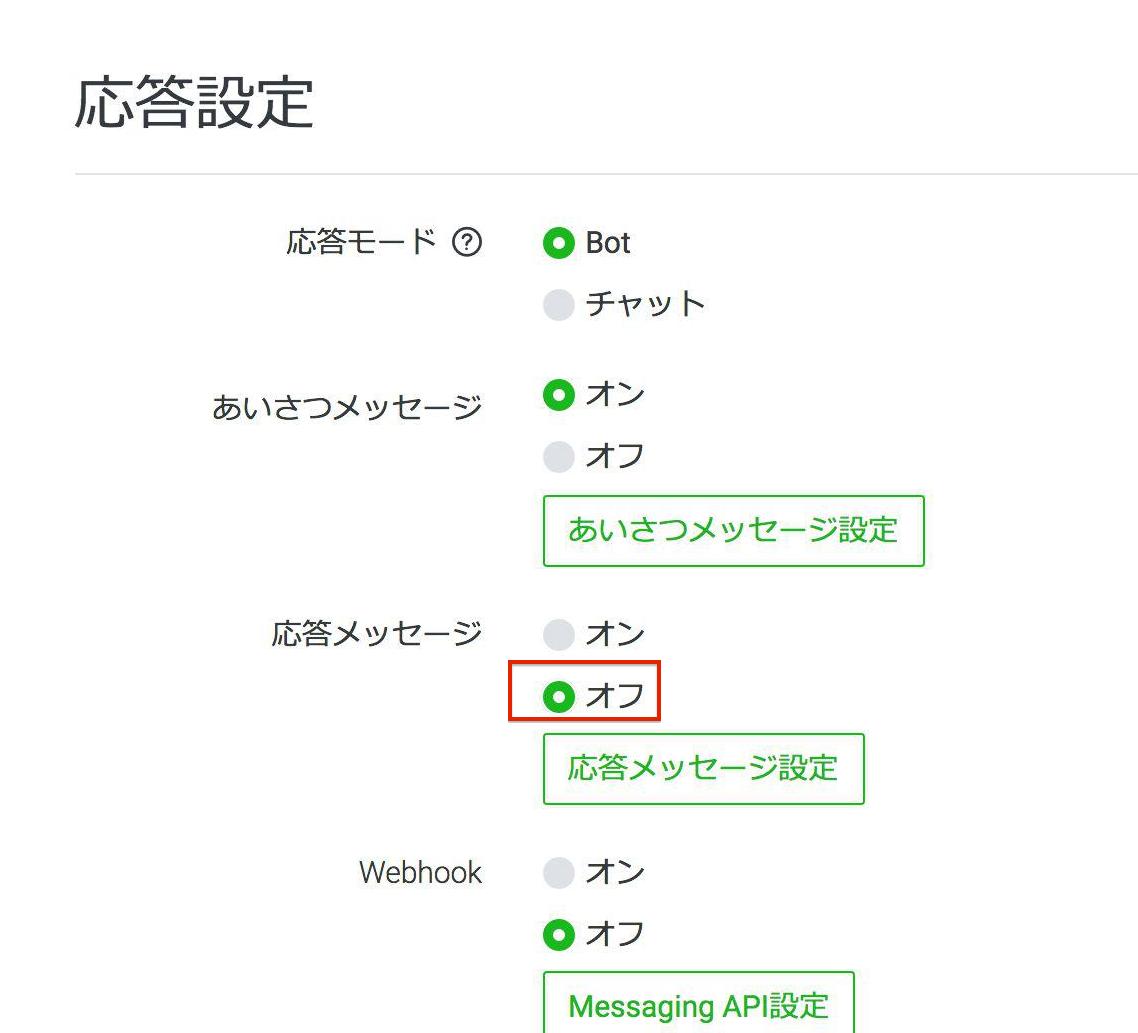 応答設定
応答モード ? Bot
チャット
あいさつメッセージ オン
オフ
あいさつメッセージ設定
応答メッセージ オン
オフ
応答メッセージ設定
Webhook オン
オフ
Messaging API設定